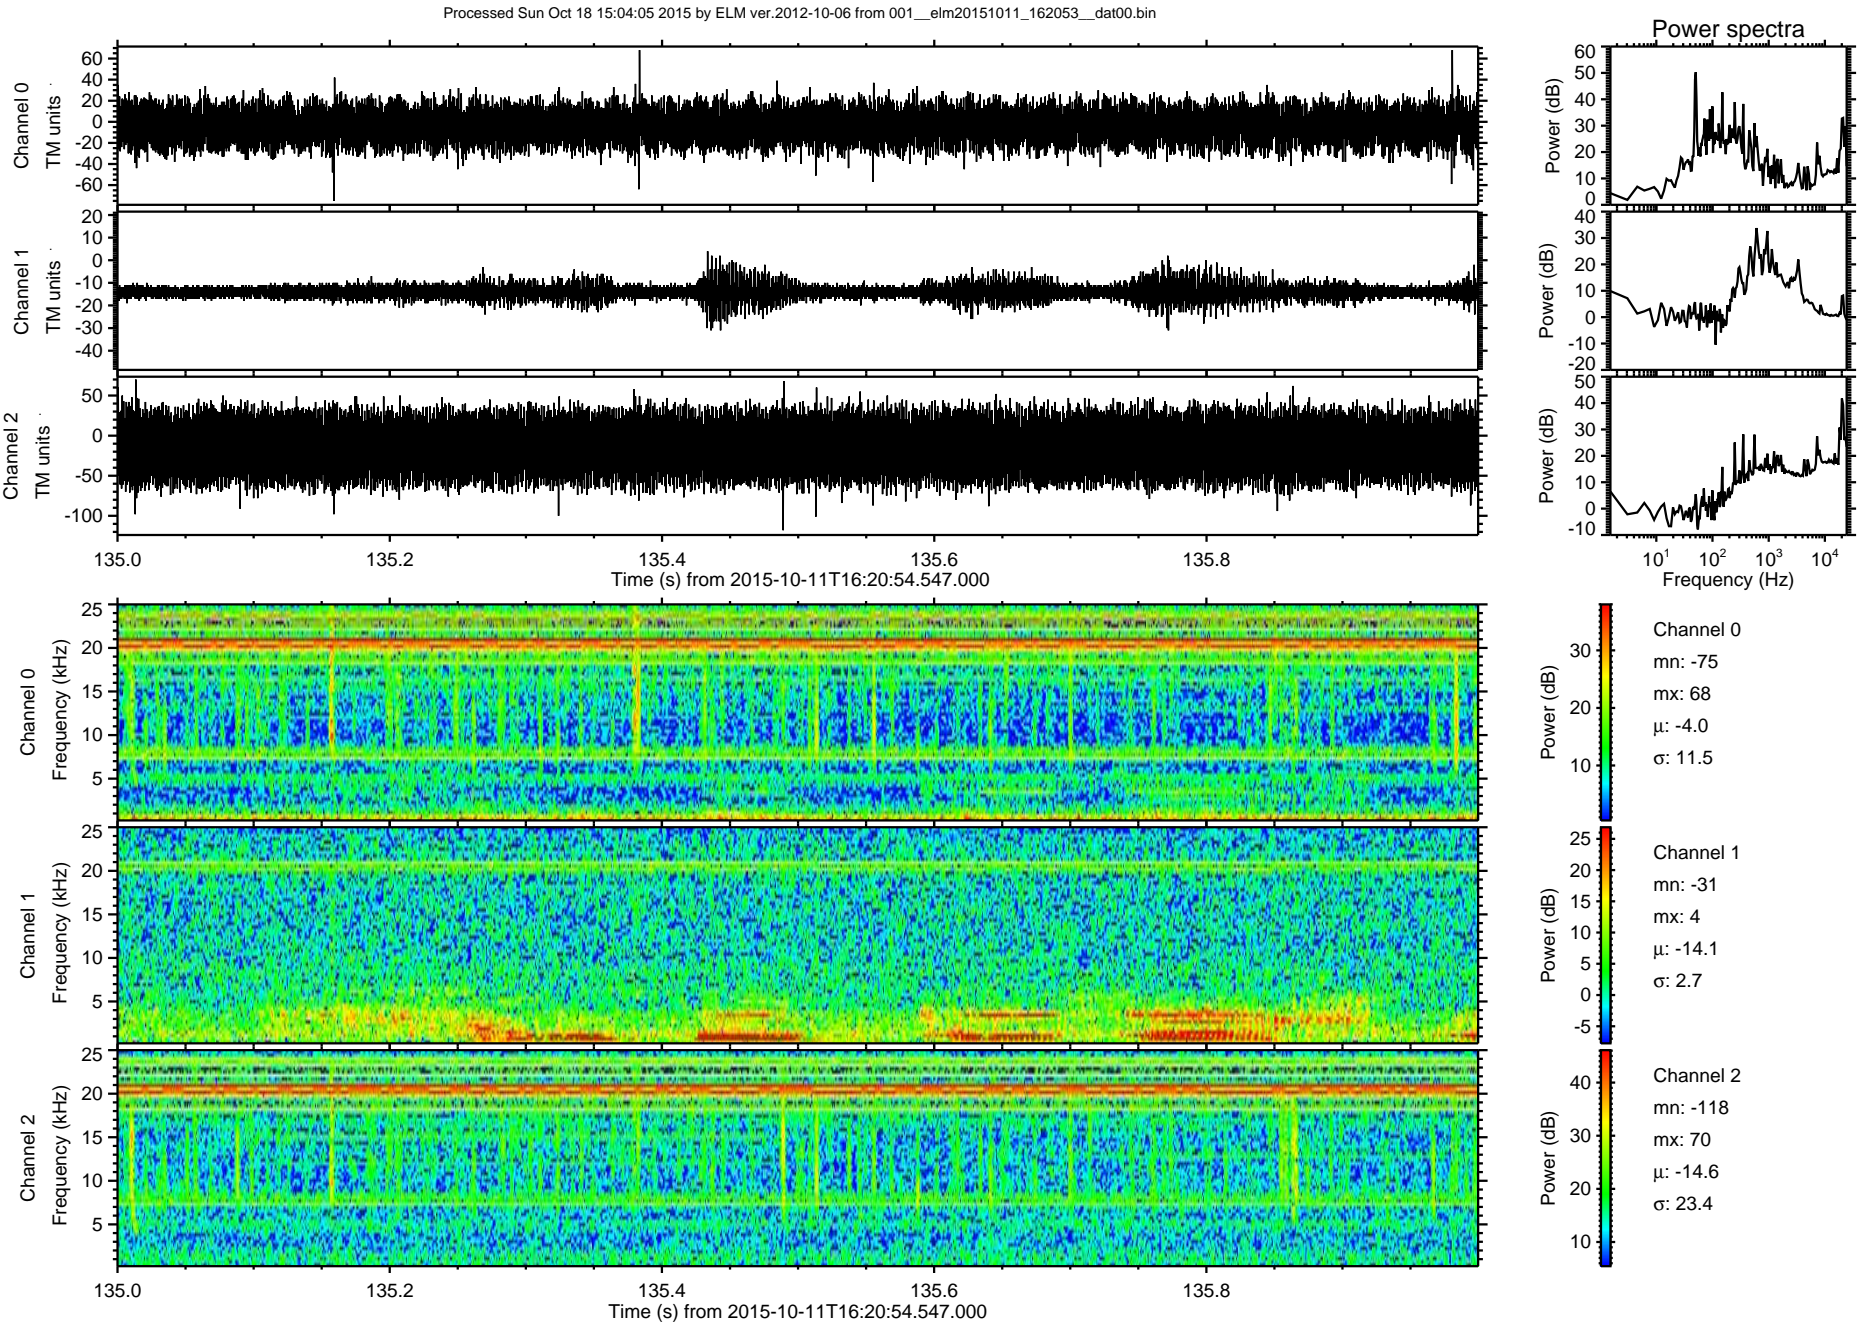 Processed Sun Oct 18 15:04:05 2015 by ELM ver.2012-10-06 from 001__elm20151011_162053__dat00.bin
Power spectra
Channel 0
TM units
60
40
20
0
-20
-40
-60
Power (dB)
60
50
40
30
20
10
0
Channel 1
TM units
20
10
0
-10
-20
-30
-40
Power (dB)
40
30
20
10
0
-10
-20
Channel 2
TM units
50
0
-50
-100
Power (dB)
50
40
30
20
10
0
-10
135.0 135.2 135.4 135.6 135.8
Time (s) from 2015-10-11T16:20:54.547.000
10^1 10^2 10^3 10^4
Frequency (Hz)
Channel 0
Frequency (kHz)
25
20
15
10
5
Power (dB)
30
20
10
Channel 0
mn: -75
mx: 68
μ: -4.0
σ: 11.5
Channel 1
Frequency (kHz)
25
20
15
10
5
Power (dB)
25
20
15
10
5
0
-5
Channel 1
mn: -31
mx: 4
μ: -14.1
σ: 2.7
Channel 2
Frequency (kHz)
25
20
15
10
5
Power (dB)
40
30
20
10
Channel 2
mn: -118
mx: 70
μ: -14.6
σ: 23.4
135.0 135.2 135.4 135.6 135.8
Time (s) from 2015-10-11T16:20:54.547.000